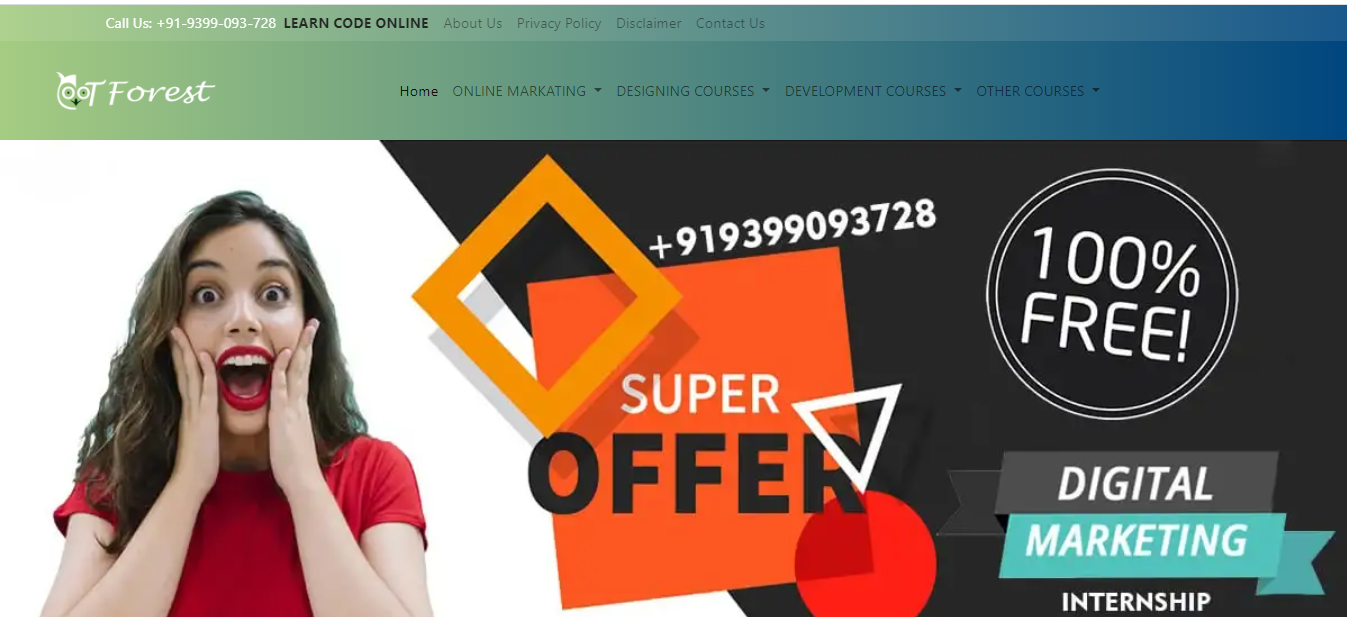 Call Us: +91-9399-093-728 LEARN CODE ONLINE About Us Privacy Policy Disclaimer Contact Us
T Forest
Home ONLINE MARKATING DESIGNING COURSES DEVELOPMENT COURSES OTHER COURSES
+919399093728
100%
FREE!
SUPER
OFFER
DIGITAL
MARKETING
INTERNSHIP